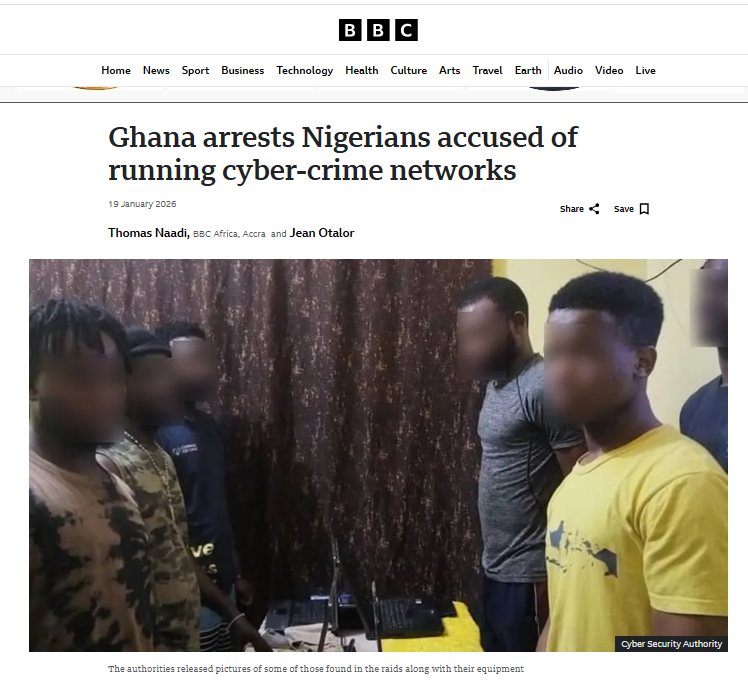 BBC
Home News Sport Business Technology Health Culture Arts Travel Earth Audio Video Live
Ghana arrests Nigerians accused of
running cyber-crime networks
19 January 2026
Share Save
Thomas Naadi, BBC Africa, Accra and Jean Otalor
ve
s
Cyber Security Authority
The authorities released pictures of some of those found in the raids along with their equipment